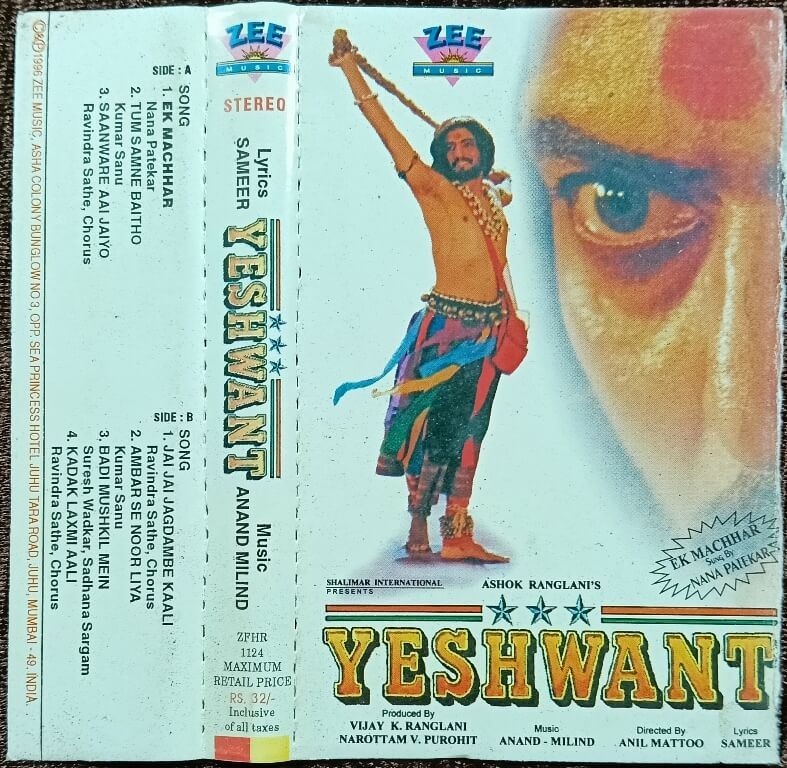 ©℗1996 ZEE MUSIC, ASHA COLONY BUNGLOW NO 3, OPP. SEA PRINCESS HOTEL JUHU TARA ROAD, JUHU, MUMBAI - 49. INDIA.
SIDE : A
SONG
1. EK MACHHAR
Nana Patekar
2. TUM SAMNE BAITHO
Kumar Sanu
3. SAANWARE AAI JAIYO
Ravindra Sathe, Chorus
SIDE : B
SONG
1. JAI JAI JAGDAMBE KAALI
Ravindra Sathe, Chorus
2. AMBAR SE NOOR LIYA
Kumar Sanu
3. BADI MUSHKIL MEIN
Suresh Wadkar, Sadhana Sargam
4. KADAK LAXMI AALI
Ravindra Sathe, Chorus
ZEE
MUSIC
STEREO
Lyrics
SAMEER
YESHWANT
Music
ANAND MILIND
ZFHR
1124
MAXIMUM
RETAIL PRICE
RS. 32/-
Inclusive
of all taxes
ZEE
MUSIC
EK MACHHAR
Sung By
NANA PATEKAR
SHALIMAR INTERNATIONAL
PRESENTS
ASHOK RANGLANI'S
YESHWANT
Produced By
VIJAY K. RANGLANI
NAROTTAM V. PUROHIT
Music
ANAND - MILIND
Directed By
ANIL MATTOO
Lyrics
SAMEER